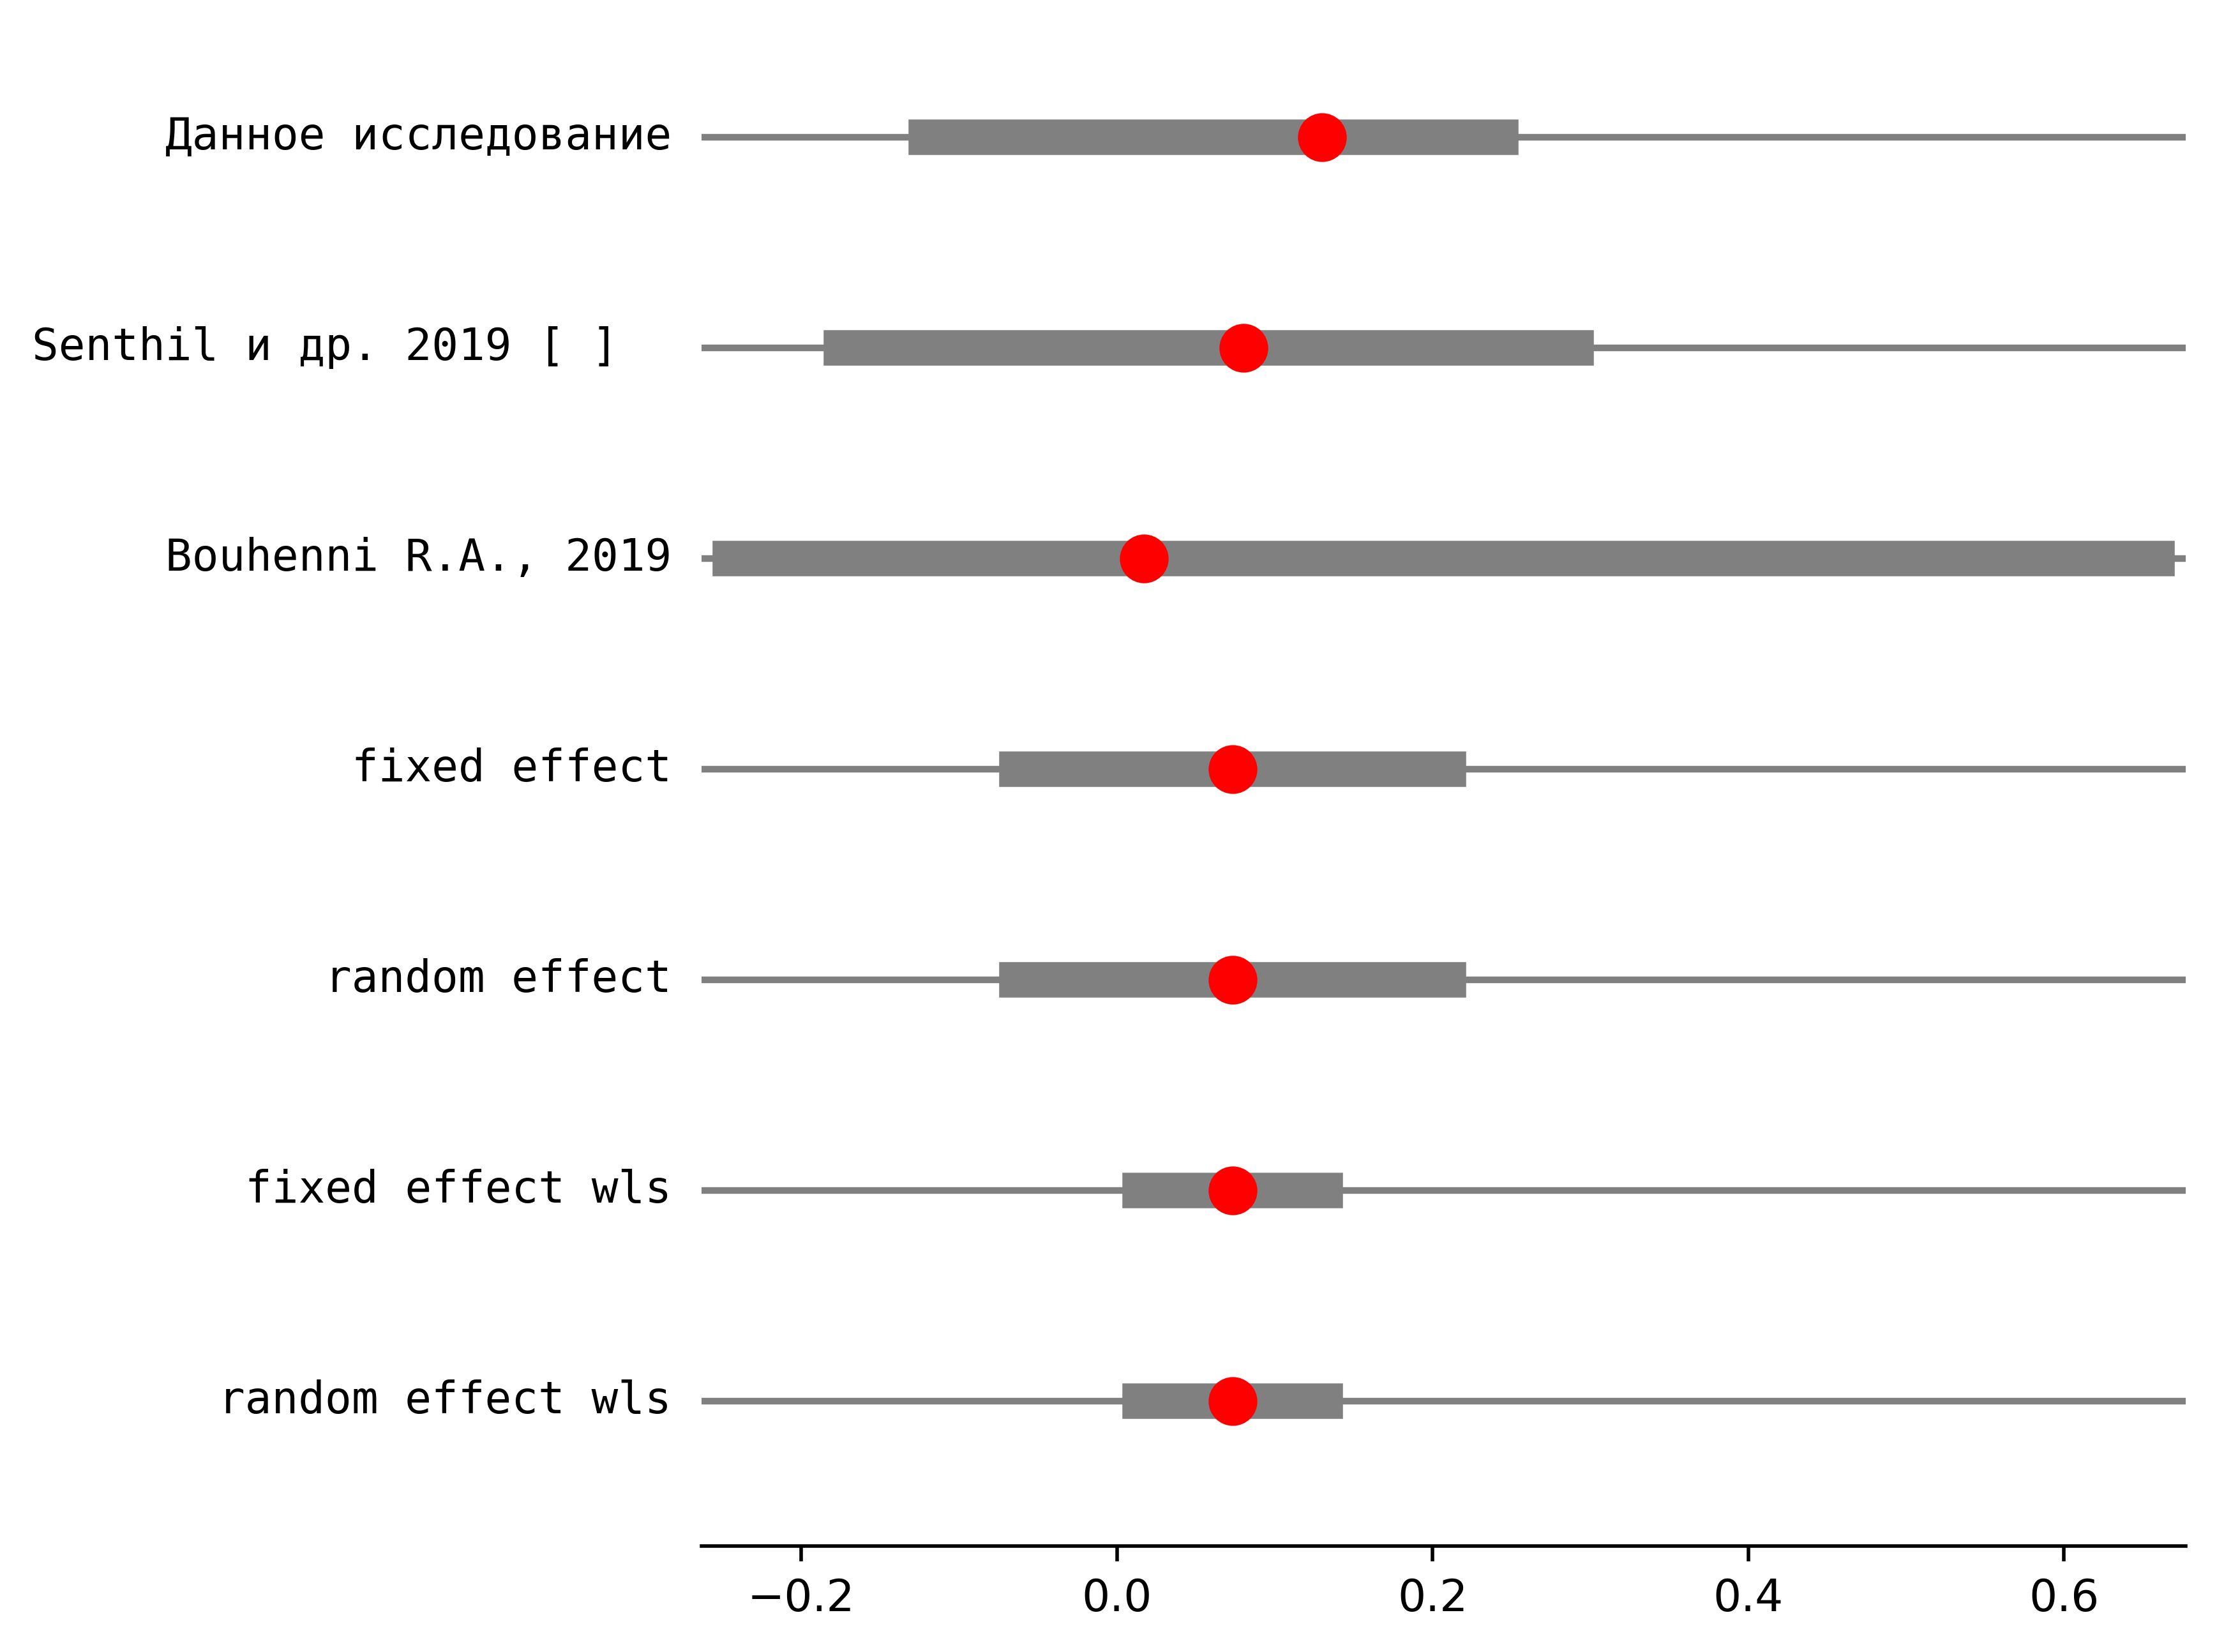 Данное исследование
Senthil и др. 2019 [ ]
Bouhenni R.A., 2019
fixed effect
random effect
fixed effect wls
random effect wls
−0.2 0.0 0.2 0.4 0.6